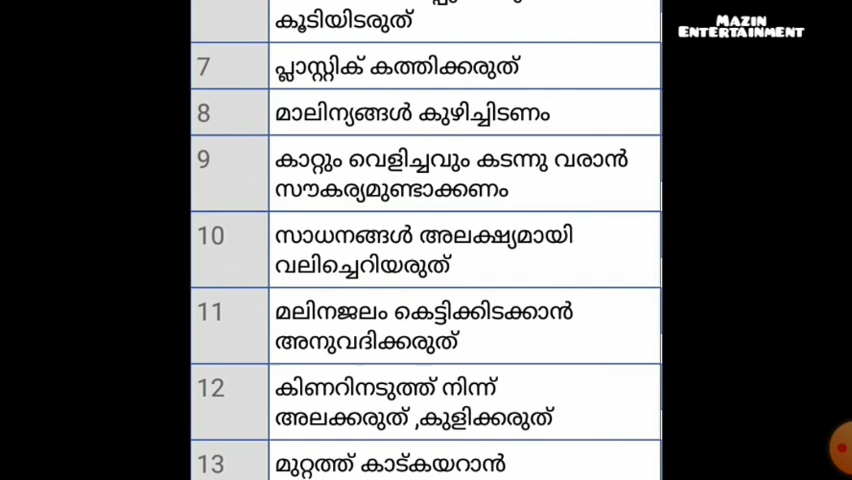 കൂടിയിടരുത്
MAZIN
ENTERTAINMENT
7 പ്ലാസ്റ്റിക് കത്തിക്കരുത്
8 മാലിന്യങ്ങൾ കുഴിച്ചിടണം
9 കാറ്റും വെളിച്ചവും കടന്നു വരാൻ
സൗകര്യമുണ്ടാക്കണം
10 സാധനങ്ങൾ അലക്ഷ്യമായി
വലിച്ചെറിയരുത്
11 മലിനജലം കെട്ടിക്കിടക്കാൻ
അനുവദിക്കരുത്
12 കിണറിനടുത്ത് നിന്ന്
അലക്കരുത് ,കുളിക്കരുത്
13 മുറ്റത്ത് കാട്കയറാൻ